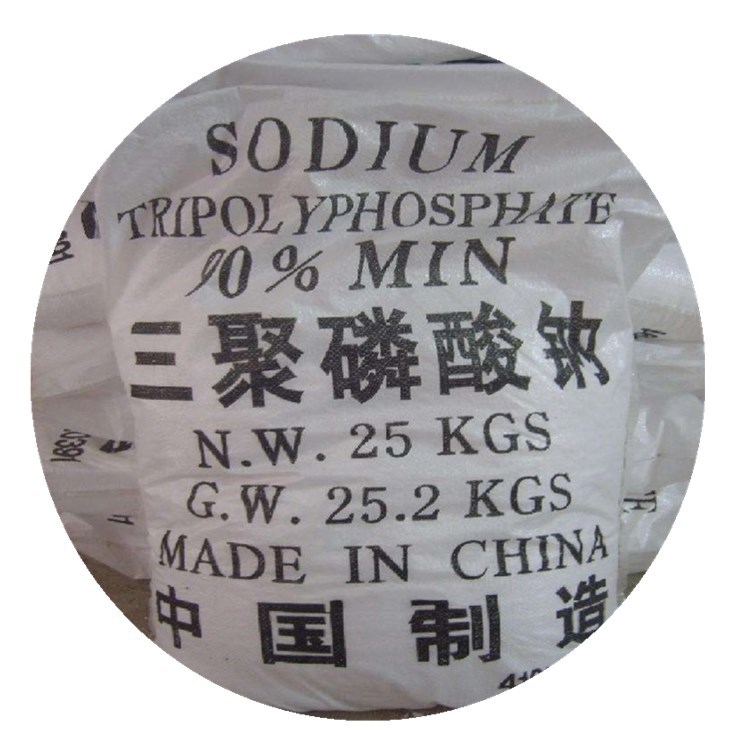 SODIUM
TRIPOLYPHOSPHATE
90% MIN
三聚磷酸钠
N.W. 25 KGS
G.W. 25.2 KGS
MADE IN CHINA
中国制造